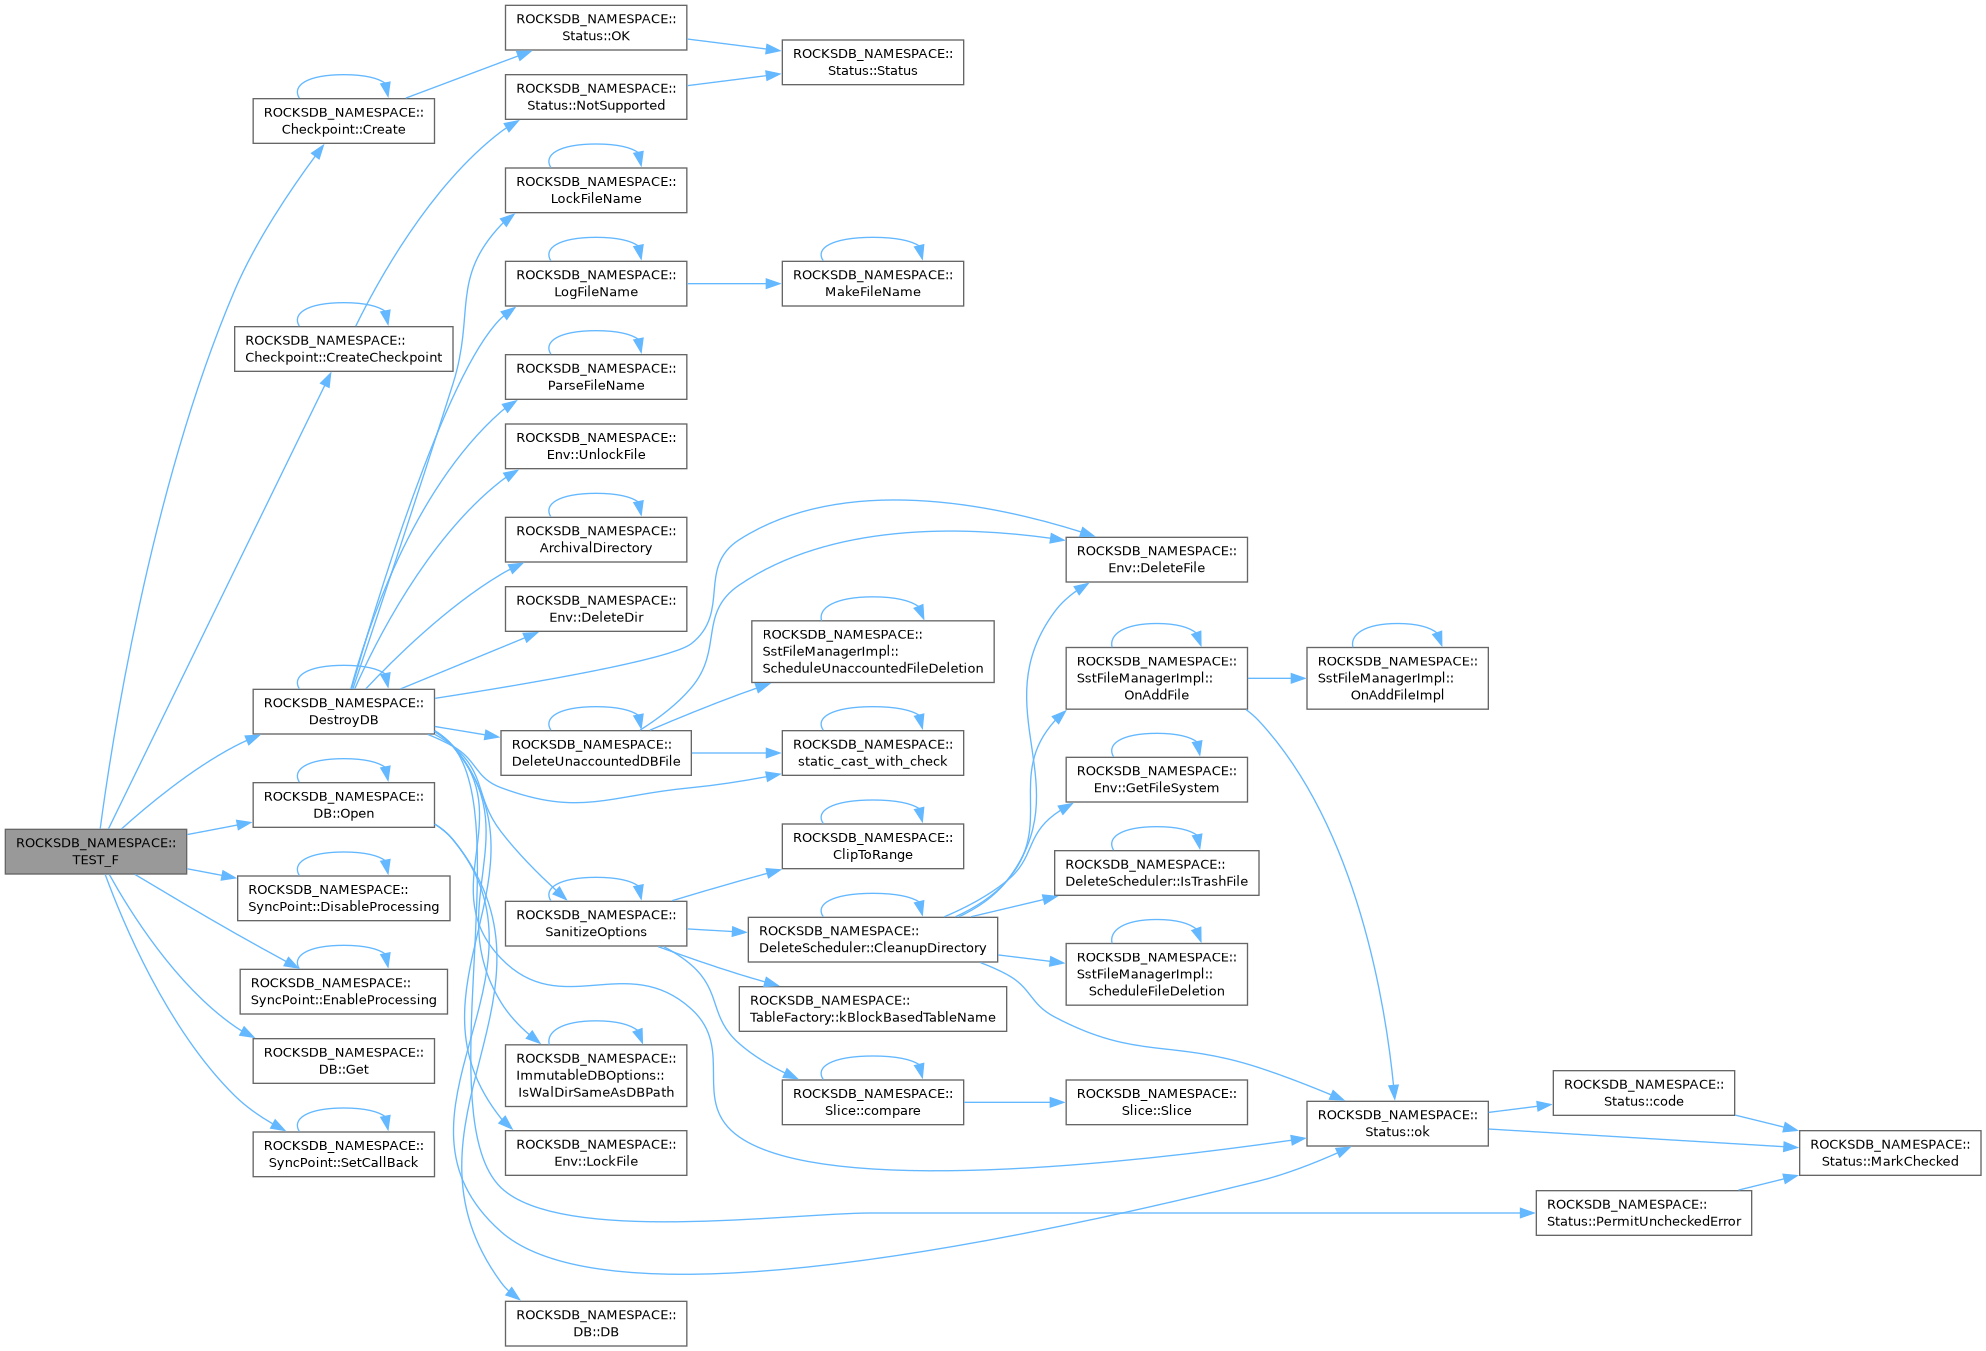 ROCKSDB_NAMESPACE::
TEST_F
ROCKSDB_NAMESPACE::
Checkpoint::Create
ROCKSDB_NAMESPACE::
Checkpoint::CreateCheckpoint
ROCKSDB_NAMESPACE::
DestroyDB
ROCKSDB_NAMESPACE::
DB::Open
ROCKSDB_NAMESPACE::
SyncPoint::DisableProcessing
ROCKSDB_NAMESPACE::
SyncPoint::EnableProcessing
ROCKSDB_NAMESPACE::
DB::Get
ROCKSDB_NAMESPACE::
SyncPoint::SetCallBack
ROCKSDB_NAMESPACE::
Status::OK
ROCKSDB_NAMESPACE::
Status::NotSupported
ROCKSDB_NAMESPACE::
LockFileName
ROCKSDB_NAMESPACE::
LogFileName
ROCKSDB_NAMESPACE::
ParseFileName
ROCKSDB_NAMESPACE::
Env::UnlockFile
ROCKSDB_NAMESPACE::
ArchivalDirectory
ROCKSDB_NAMESPACE::
Env::DeleteDir
ROCKSDB_NAMESPACE::
DeleteUnaccountedDBFile
ROCKSDB_NAMESPACE::
SanitizeOptions
ROCKSDB_NAMESPACE::
ImmutableDBOptions::
IsWalDirSameAsDBPath
ROCKSDB_NAMESPACE::
Env::LockFile
ROCKSDB_NAMESPACE::
DB::DB
ROCKSDB_NAMESPACE::
Status::Status
ROCKSDB_NAMESPACE::
MakeFileName
ROCKSDB_NAMESPACE::
SstFileManagerImpl::
ScheduleUnaccountedFileDeletion
ROCKSDB_NAMESPACE::
static_cast_with_check
ROCKSDB_NAMESPACE::
ClipToRange
ROCKSDB_NAMESPACE::
DeleteScheduler::CleanupDirectory
ROCKSDB_NAMESPACE::
TableFactory::kBlockBasedTableName
ROCKSDB_NAMESPACE::
Slice::compare
ROCKSDB_NAMESPACE::
Env::DeleteFile
ROCKSDB_NAMESPACE::
SstFileManagerImpl::
OnAddFile
ROCKSDB_NAMESPACE::
Env::GetFileSystem
ROCKSDB_NAMESPACE::
DeleteScheduler::IsTrashFile
ROCKSDB_NAMESPACE::
SstFileManagerImpl::
ScheduleFileDeletion
ROCKSDB_NAMESPACE::
Slice::Slice
ROCKSDB_NAMESPACE::
SstFileManagerImpl::
OnAddFileImpl
ROCKSDB_NAMESPACE::
Status::ok
ROCKSDB_NAMESPACE::
Status::code
ROCKSDB_NAMESPACE::
Status::PermitUncheckedError
ROCKSDB_NAMESPACE::
Status::MarkChecked